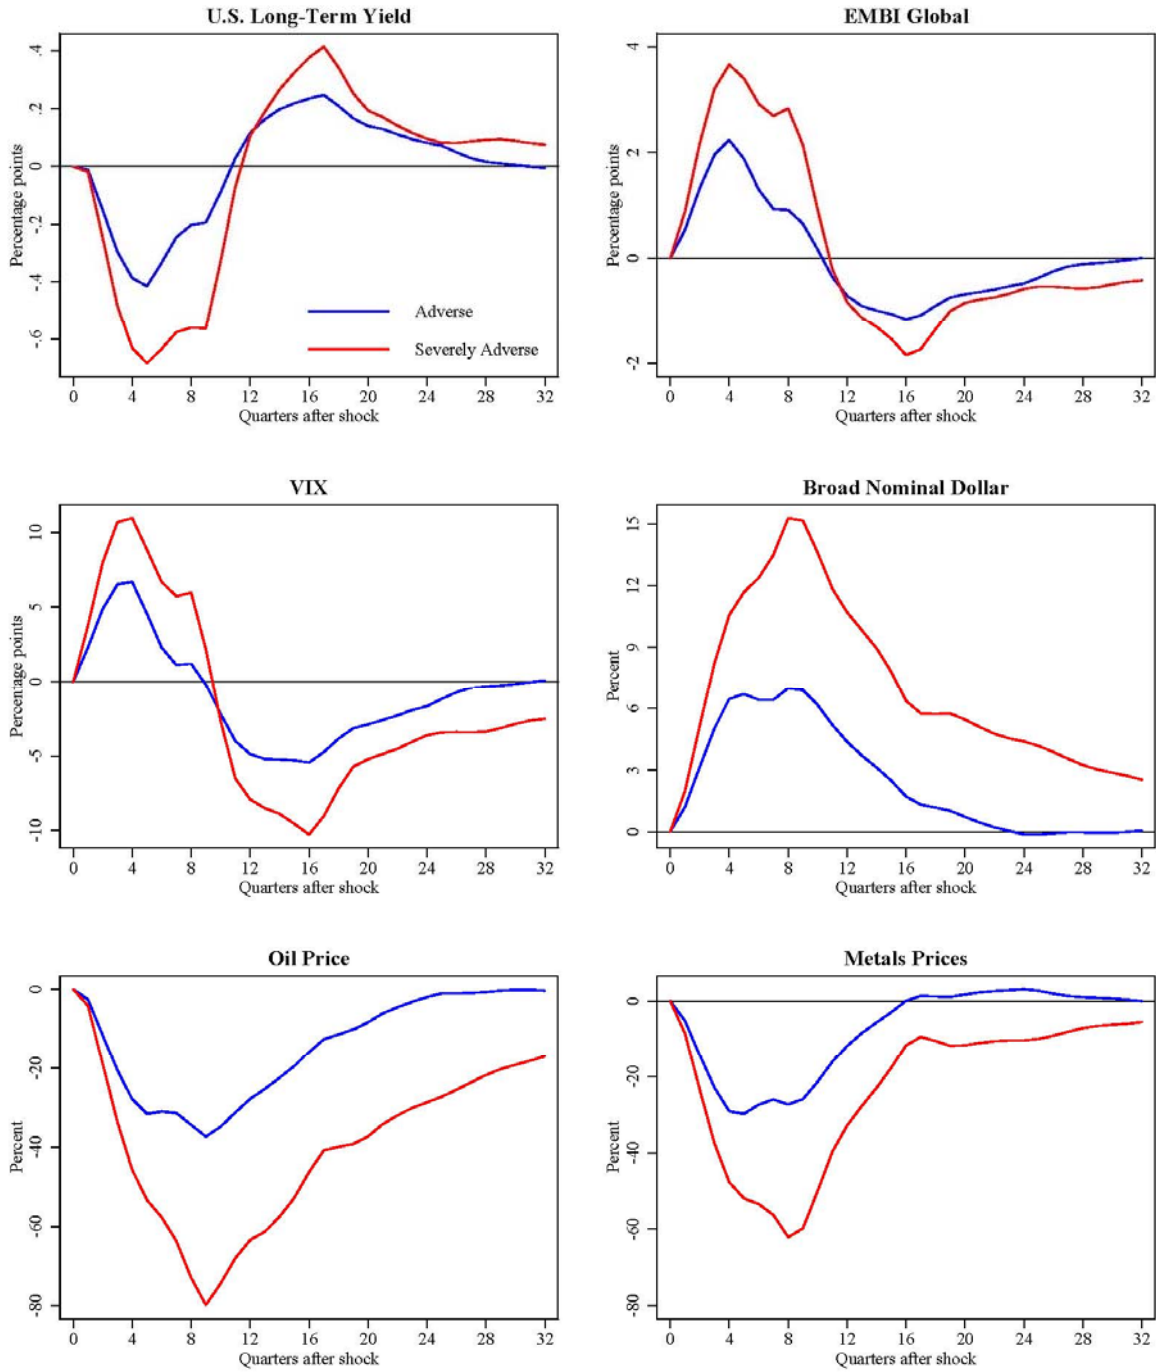 U.S. Long-Term Yield
Percentage points
.4
.2
0
-.2
-.4
-.6
Adverse
Severely Adverse
0 4 8 12 16 20 24 28 32
Quarters after shock
EMBI Global
Percentage points
4
2
0
-2
0 4 8 12 16 20 24 28 32
Quarters after shock
VIX
Percentage points
10
5
0
-5
-10
0 4 8 12 16 20 24 28 32
Quarters after shock
Broad Nominal Dollar
Percent
15
12
9
6
3
0
0 4 8 12 16 20 24 28 32
Quarters after shock
Oil Price
Percent
0
-20
-40
-60
-80
0 4 8 12 16 20 24 28 32
Quarters after shock
Metals Prices
Percent
0
-20
-40
-60
-80
0 4 8 12 16 20 24 28 32
Quarters after shock